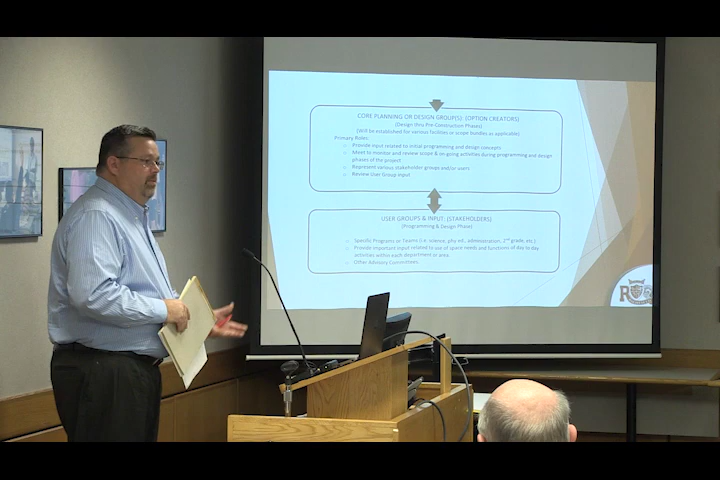 CORE PLANNING OR DESIGN GROUP(S): (OPTION CREATORS)
(Design thru Pre-Construction Phases)
(Will be established for various facilities or scope bundles as applicable)
Primary Roles:
○ Provide input related to initial programming and design concepts
○ Meet to monitor and review scope & on-going activities during programming and design
phases of the project
○ Represent various stakeholder groups and/or users
○ Review User Group input
USER GROUPS & INPUT: (STAKEHOLDERS)
(Programming & Design Phase)
○ Specific Programs or Teams (i.e. science, phy ed., administration, 2nd grade, etc.)
○ Provide important input related to use of space needs and functions of day to day
activities within each department or area.
○ Other Advisory Committees.